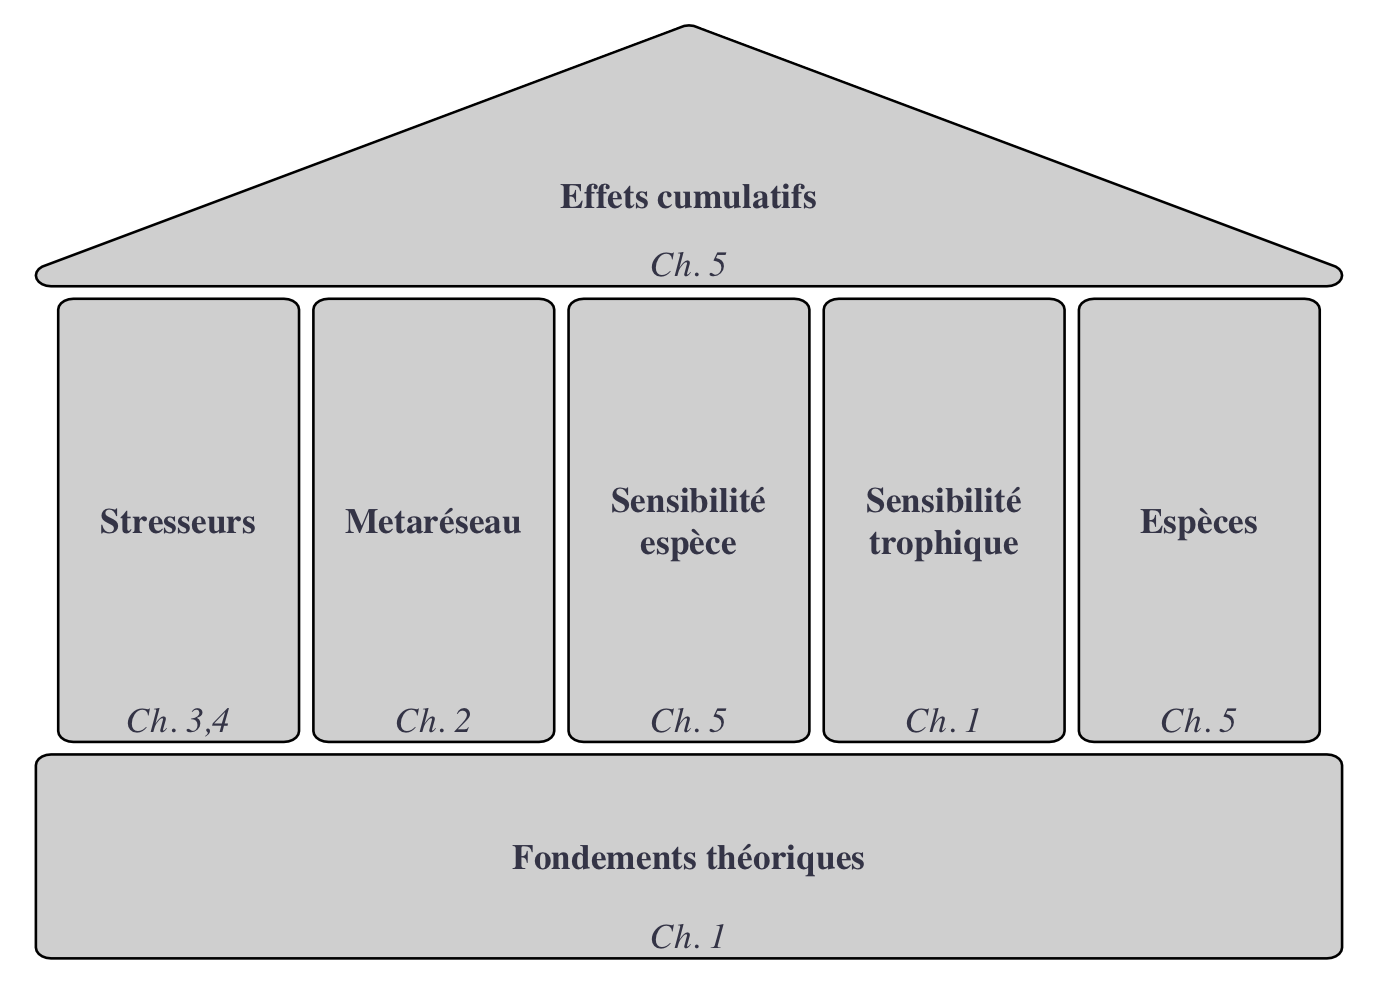 Effets cumulatifs
Ch. 5
Stresseurs
Ch. 3,4
Metaréseau
Ch. 2
Sensibilité
espèce
Ch. 5
Sensibilité
trophique
Ch. 1
Espèces
Ch. 5
Fondements théoriques
Ch. 1